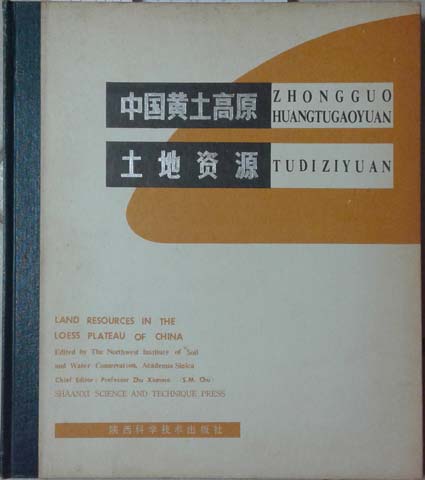 中国黄土高原
ZHONGGUO
HUANGTUGAOYUAN
土地资源
TUDIZIYUAN
LAND RESOURCES IN THE
LOESS PLATEAU OF CHINA
Edited by The Northwest Institute of Soil
and Water Conservation, Academia Sinica
Chief Editor: Professor Zhu (S.M. Chu)
SHAANXI SCIENCE AND TECHNIQUE PRESS
陕西科学技术出版社